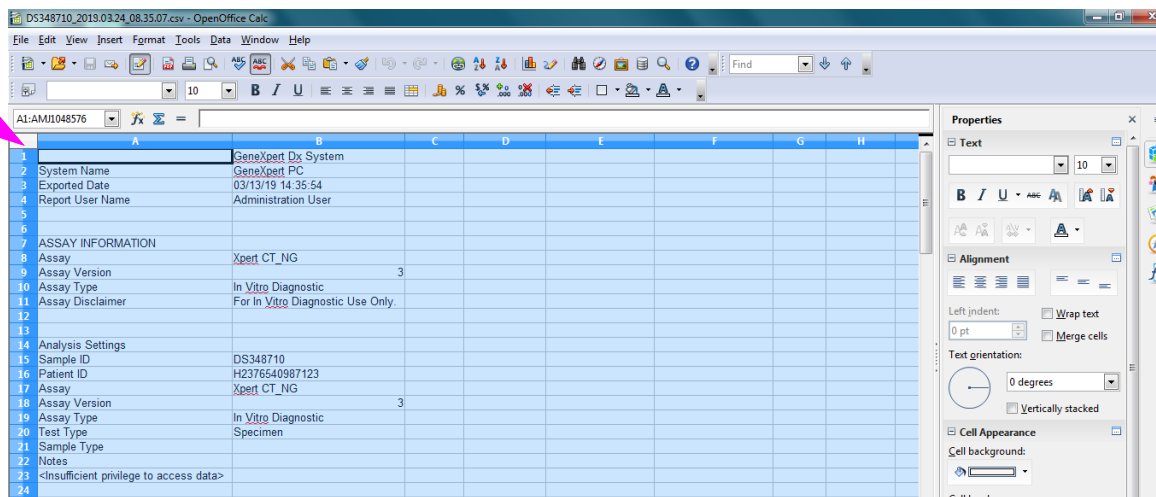 DS348710_2019.03.24_08.35.07.csv - OpenOffice Calc
File Edit View Insert Format Tools Data Window Help
Find
10
A1:AMJ1048576
A B C D E F G H
1 GeneXpert Dx System
2 System Name GeneXpert PC
3 Exported Date 03/13/19 14:35:54
4 Report User Name Administration User
5
6
7 ASSAY INFORMATION
8 Assay Xpert CT_NG
9 Assay Version 3
10 Assay Type In Vitro Diagnostic
11 Assay Disclaimer For In Vitro Diagnostic Use Only.
12
13
14 Analysis Settings
15 Sample ID DS348710
16 Patient ID H2376540987123
17 Assay Xpert CT_NG
18 Assay Version 3
19 Assay Type In Vitro Diagnostic
20 Test Type Specimen
21 Sample Type
22 Notes
23 <Insufficient privilege to access data>
24
Properties
Text
10
Alignment
Left indent:
Wrap text
0 pt
Merge cells
Text orientation:
0 degrees
Vertically stacked
Cell Appearance
Cell background: